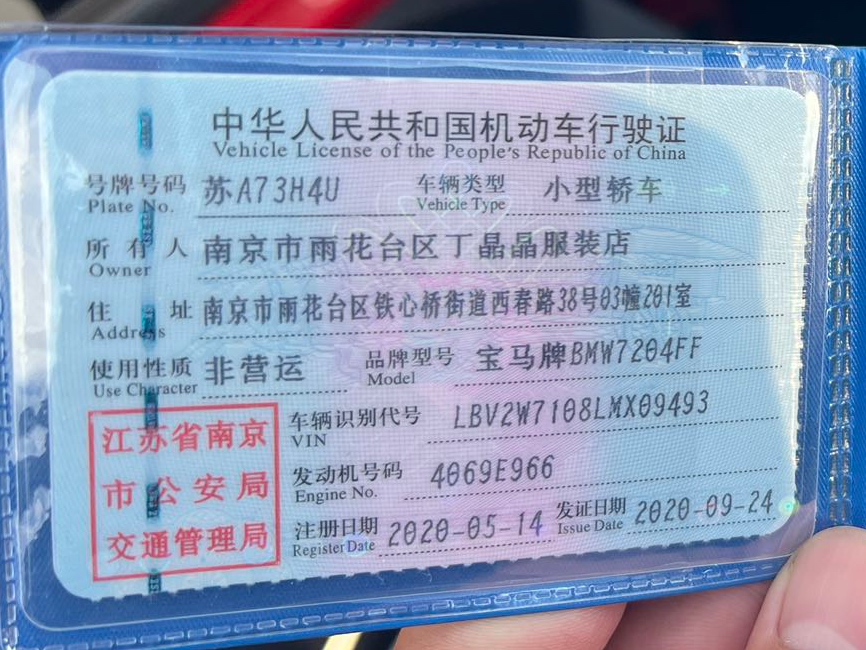 中华人民共和国机动车行驶证
Vehicle License of the People's Republic of China
号牌号码 苏A73H4U 车辆类型 小型轿车
Plate No. Vehicle Type
所有人 南京市雨花台区丁晶晶服装店
Owner
住址 南京市雨花台区铁心桥街道西春路38号03幢201室
Address
使用性质 非营运 品牌型号 宝马牌BMW7204FF
Use Character Model
江苏省南京
市公安局
交通管理局
车辆识别代号 LBV2W7108LMX09493
VIN
发动机号码 4069E966
Engine No.
注册日期 2020-05-14 发证日期 2020-09-24
Register Date Issue Date